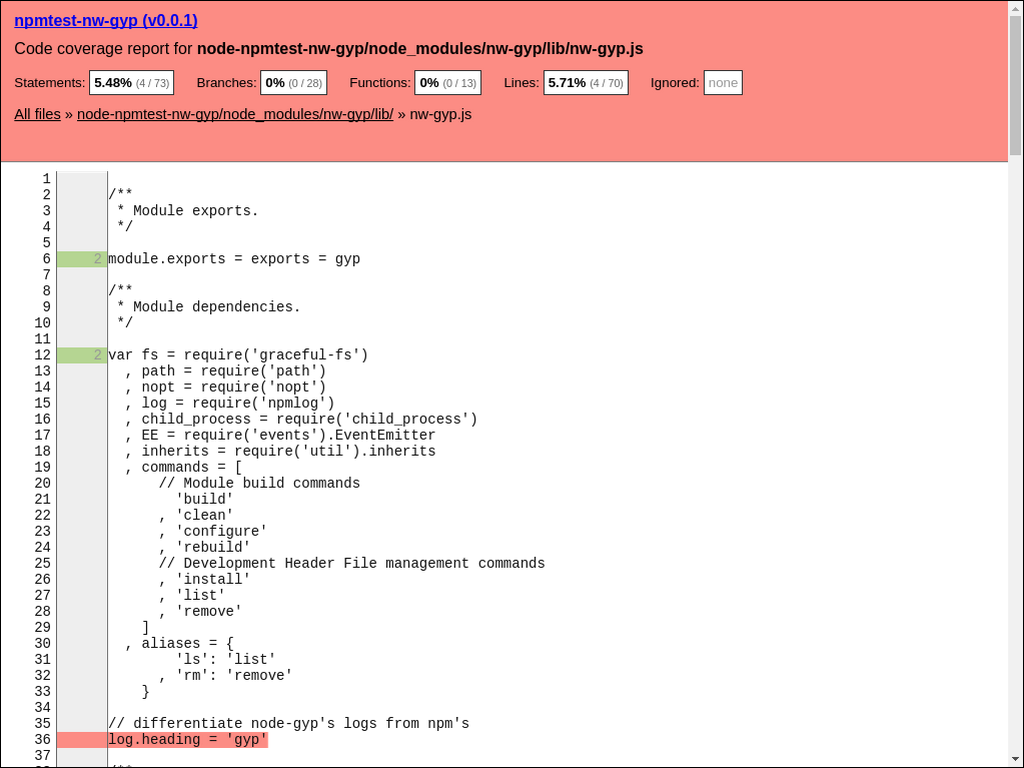 npmtest-nw-gyp (v0.0.1)
Code coverage report for node-npmtest-nw-gyp/node_modules/nw-gyp/lib/nw-gyp.js
Statements: 5.48% (4 / 73) Branches: 0% (0 / 28) Functions: 0% (0 / 13) Lines: 5.71% (4 / 70) Ignored: none
All files » node-npmtest-nw-gyp/node_modules/nw-gyp/lib/ » nw-gyp.js
1
2 /**
3  * Module exports.
4  */
5
6 2 module.exports = exports = gyp
7
8 /**
9  * Module dependencies.
10  */
11
12 2 var fs = require('graceful-fs')
13   , path = require('path')
14   , nopt = require('nopt')
15   , log = require('npmlog')
16   , child_process = require('child_process')
17   , EE = require('events').EventEmitter
18   , inherits = require('util').inherits
19   , commands = [
20       // Module build commands
21         'build'
22       , 'clean'
23       , 'configure'
24       , 'rebuild'
25       // Development Header File management commands
26       , 'install'
27       , 'list'
28       , 'remove'
29     ]
30   , aliases = {
31         'ls': 'list'
32       , 'rm': 'remove'
33     }
34
35 // differentiate node-gyp's logs from npm's
36 log.heading = 'gyp'
37